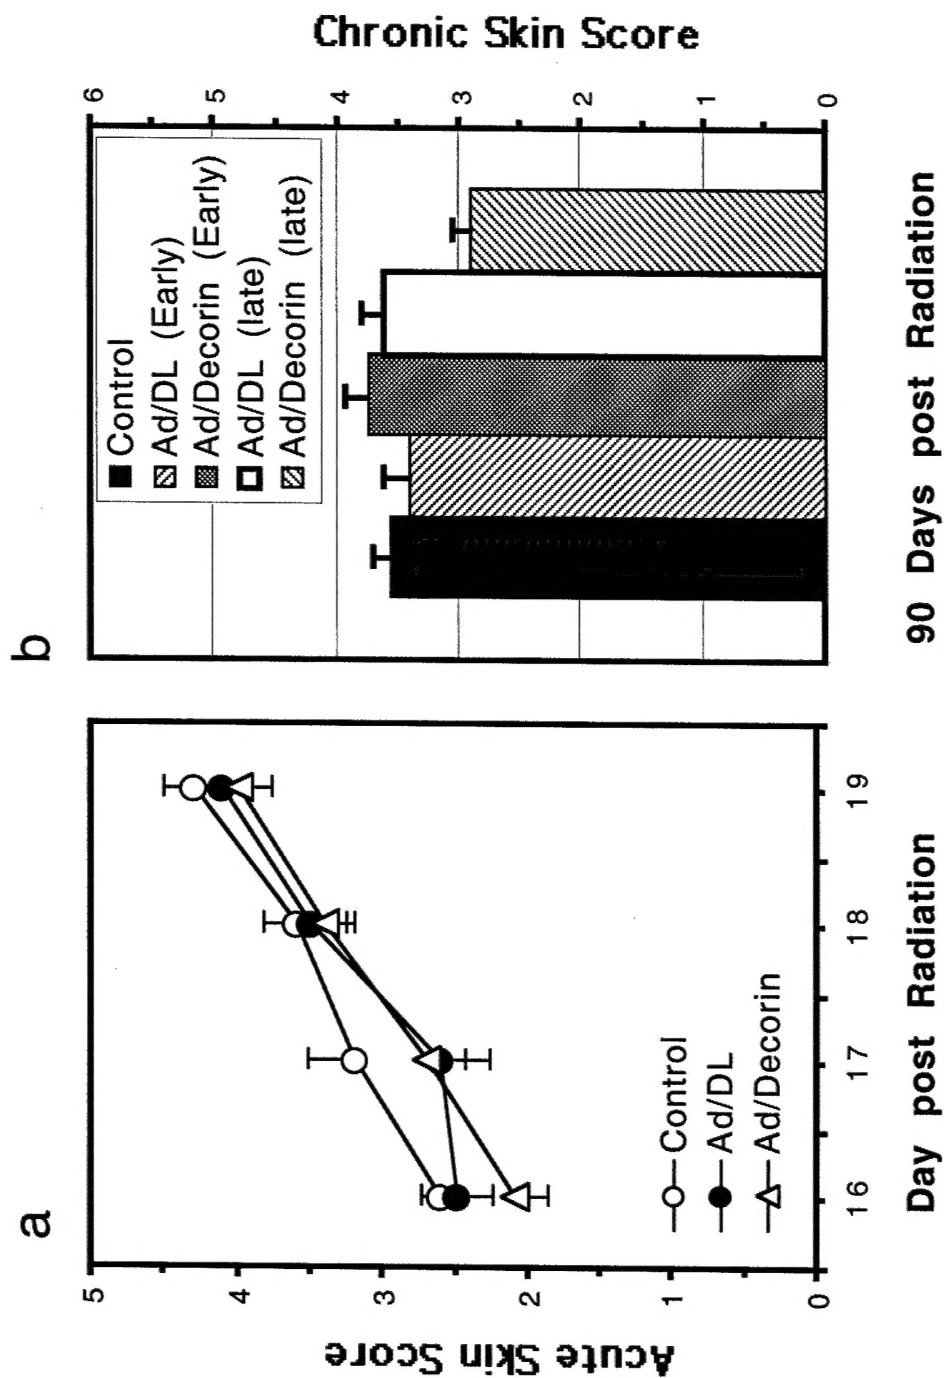 a
Acute Skin Score
5
4
3
2
1
0
Control
Ad/DL
Ad/Decorin
16
17
18
19
Day post Radiation
b
Control
Ad/DL (Early)
Ad/Decorin (Early)
Ad/DL (late)
Ad/Decorin (late)
6
5
4
3
2
1
0
Chronic Skin Score
90 Days post Radiation